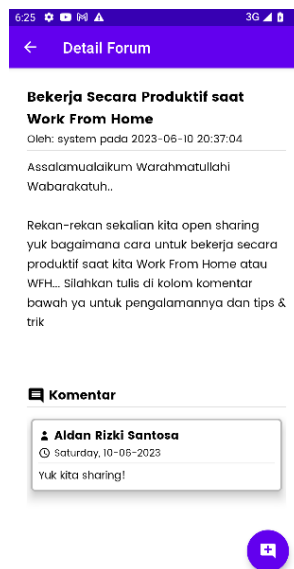 6:25 3G
Detail Forum
Bekerja Secara Produktif saat
Work From Home
Oleh: system pada 2023-06-10 20:37:04
Assalamualaikum Warahmatullahi
Wabarakatuh..
Rekan-rekan sekalian kita open sharing
yuk bagaimana cara untuk bekerja secara
produktif saat kita Work From Home atau
WFH... Silahkan tulis di kolom komentar
bawah ya untuk pengalamannya dan tips &
trik
Komentar
Aldan Rizki Santosa
Saturday, 10-06-2023
Yuk kita sharing!